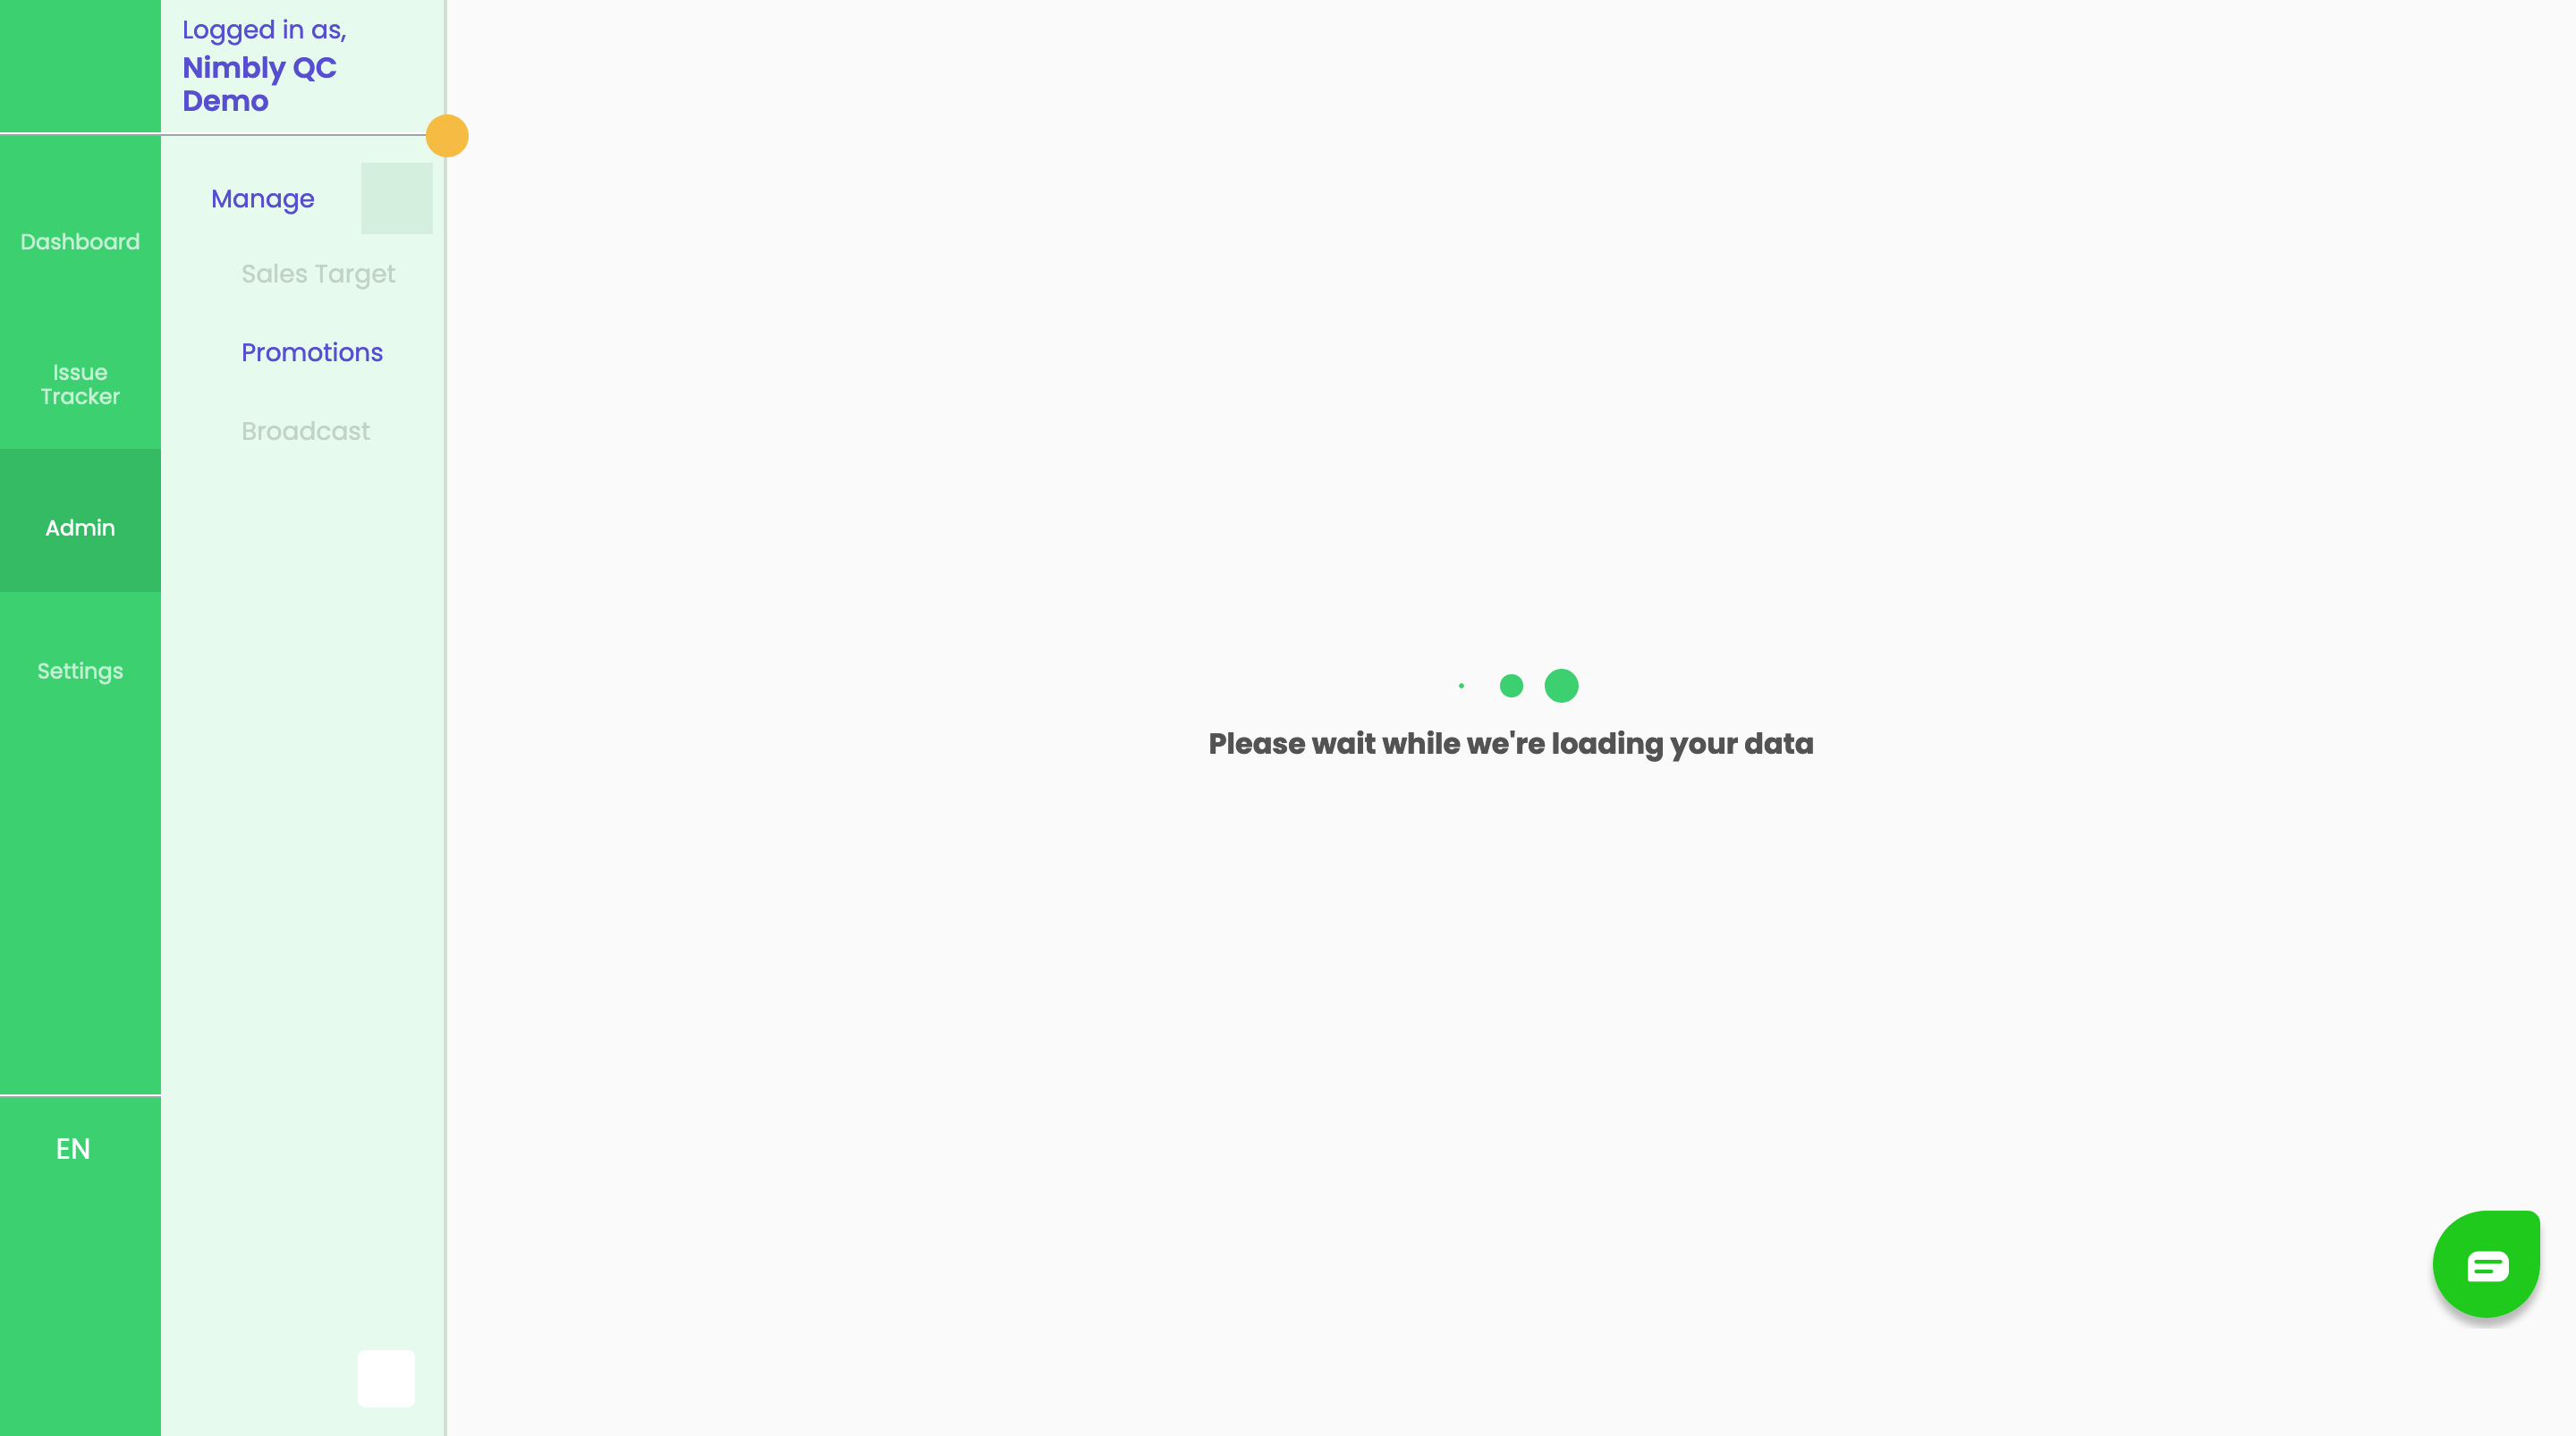 Logged in as,
Nimbly QC
Demo
Dashboard
Issue
Tracker
Admin
Settings
EN
Manage
Sales Target
Promotions
Broadcast
Please wait while we're loading your data